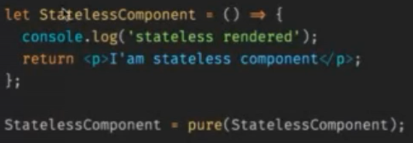 let StatelessComponent = () => {
  console.log('stateless rendered');
  return <p>I'am stateless component</p>;
};
StatelessComponent = pure(StatelessComponent);